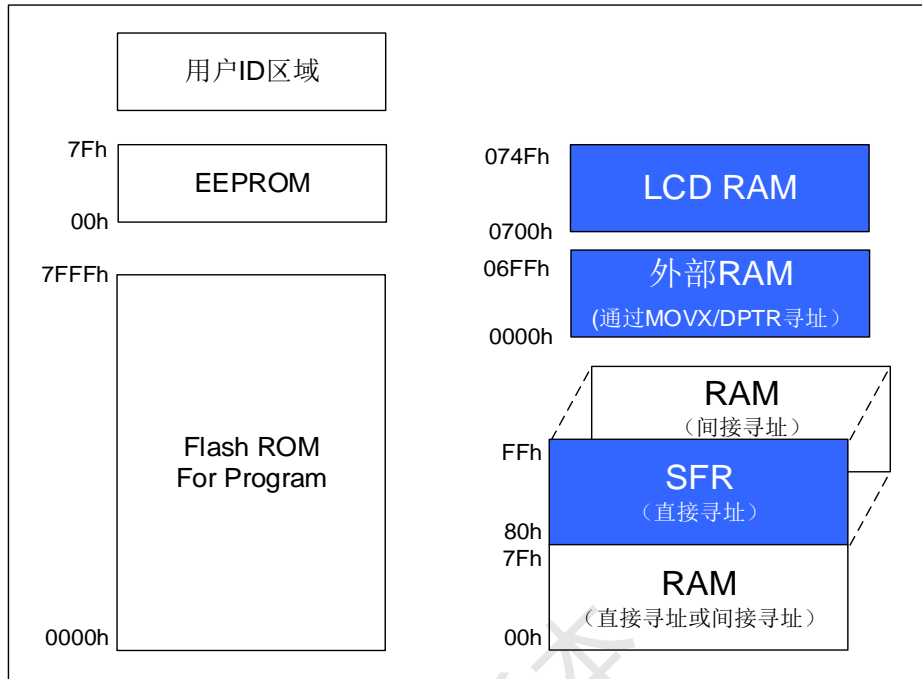 用户ID区域
7Fh
EEPROM
00h
7FFFh
Flash ROM
For Program
0000h
074Fh
LCD RAM
0700h
06FFh
外部RAM
(通过MOVX/DPTR寻址）
0000h
RAM
（间接寻址）
FFh
SFR
（直接寻址）
80h
7Fh
RAM
（直接寻址或间接寻址）
00h
本